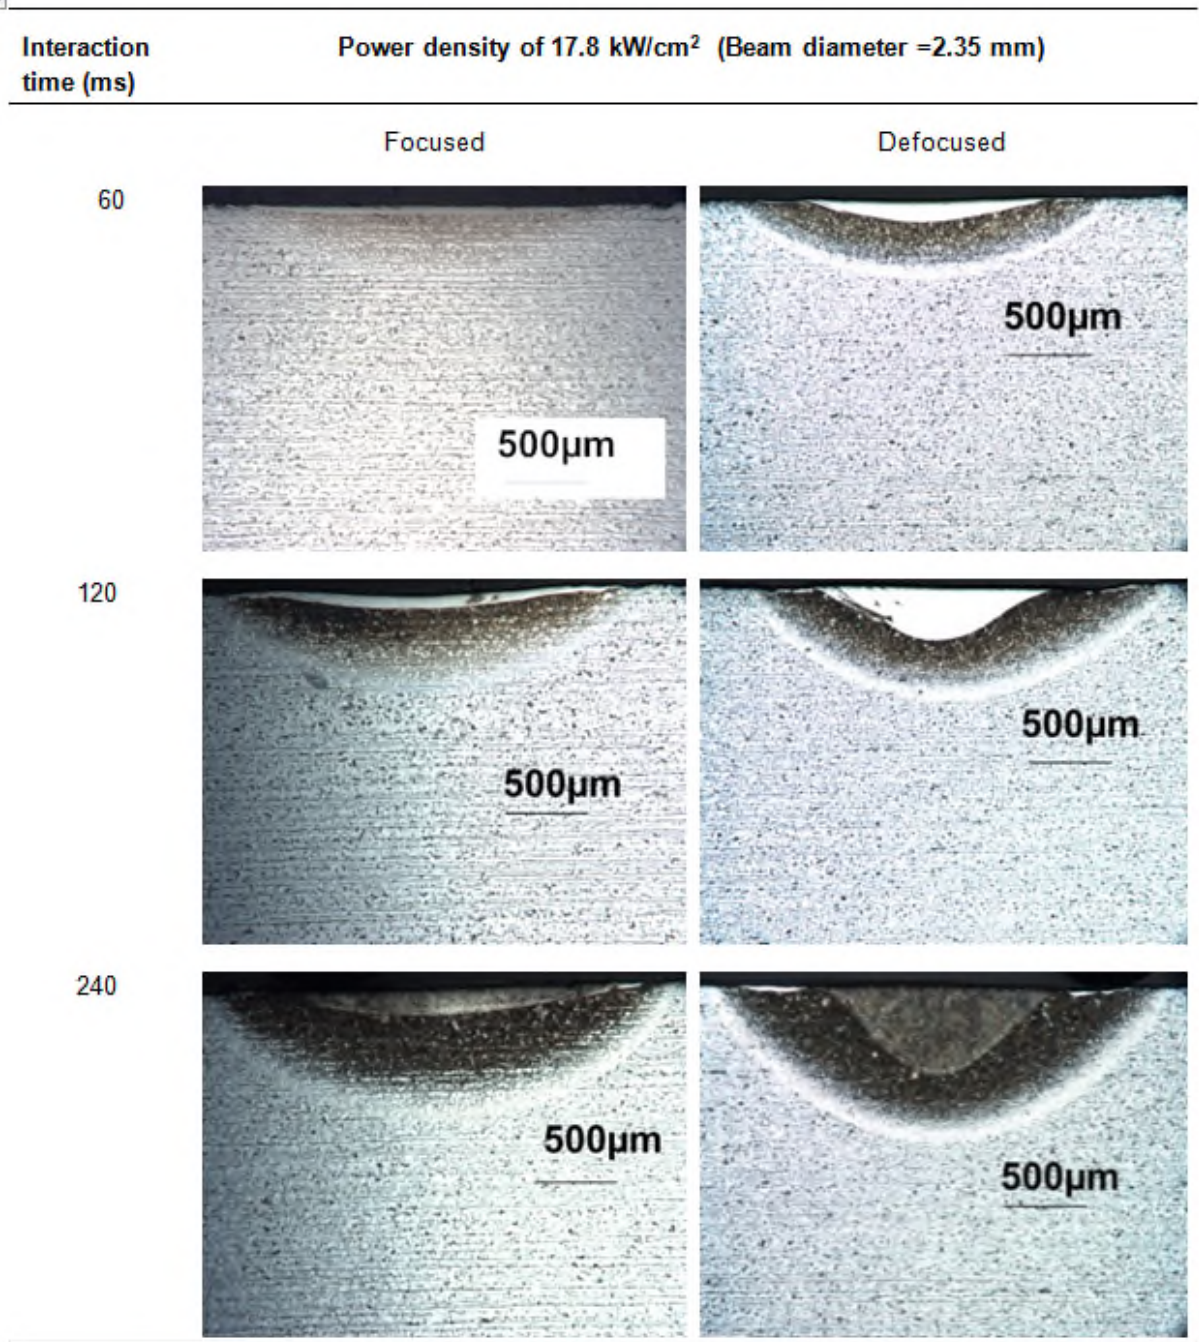 Interaction
time (ms)
Power density of 17.8 kW/cm² (Beam diameter =2.35 mm)
Focused
Defocused
60
500µm
500µm
120
500µm
500µm
240
500µm
500µm